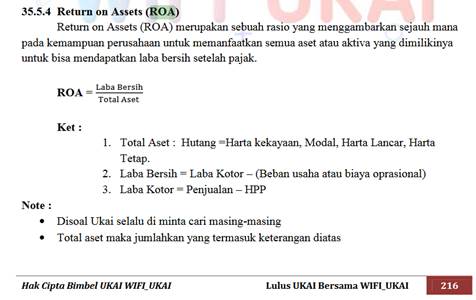 35.5.4 Return on Assets (ROA)
Return on Assets (ROA) merupakan sebuah rasio yang menggambarkan sejauh mana
pada kemampuan perusahaan untuk memanfaatkan semua aset atau aktiva yang dimilikinya
untuk bisa mendapatkan laba bersih setelah pajak.
ROA = Laba Bersih / Total Aset
Ket :
1. Total Aset : Hutang =Harta kekayaan, Modal, Harta Lancar, Harta
Tetap.
2. Laba Bersih = Laba Kotor – (Beban usaha atau biaya oprasional)
3. Laba Kotor = Penjualan – HPP
Note :
• Disoal Ukai selalu di minta cari masing-masing
• Total aset maka jumlahkan yang termasuk keterangan diatas
Hak Cipta Bimbel UKAI WIFI_UKAI Lulus UKAI Bersama WIFI_UKAI 216